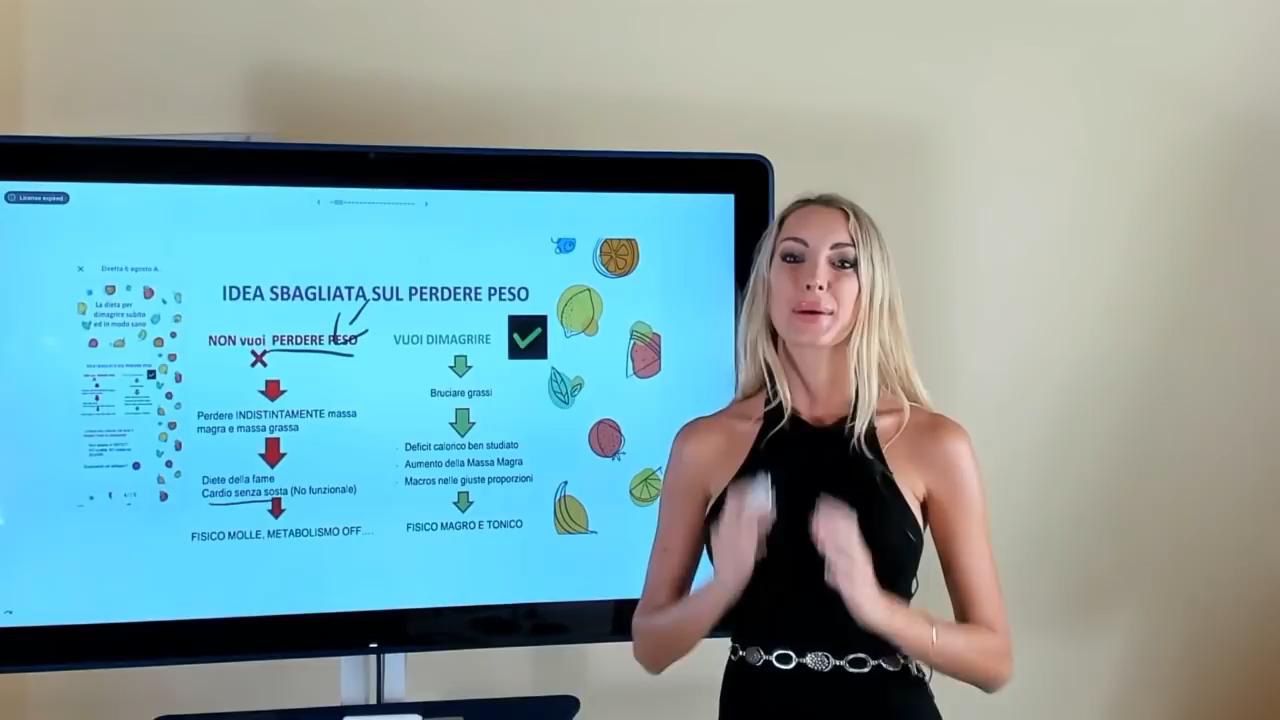 License expired
Diretta 6 agosto A..
La dieta per
dimagrire subito
ed in modo sano
IDEA SBAGLIATA SUL PERDERE PESO
NON vuoi PERDERE PESO
Perdere INDISTINTAMENTE massa
magra e massa grassa
Diete della fame
Cardio senza sosta (No funzionale)
FISICO MOLLE, METABOLISMO OFF....
VUOI DIMAGRIRE
Bruciare grassi
- Deficit calorico ben studiato
- Aumento della Massa Magra
- Macros nelle giuste proporzioni
FISICO MAGRO E TONICO